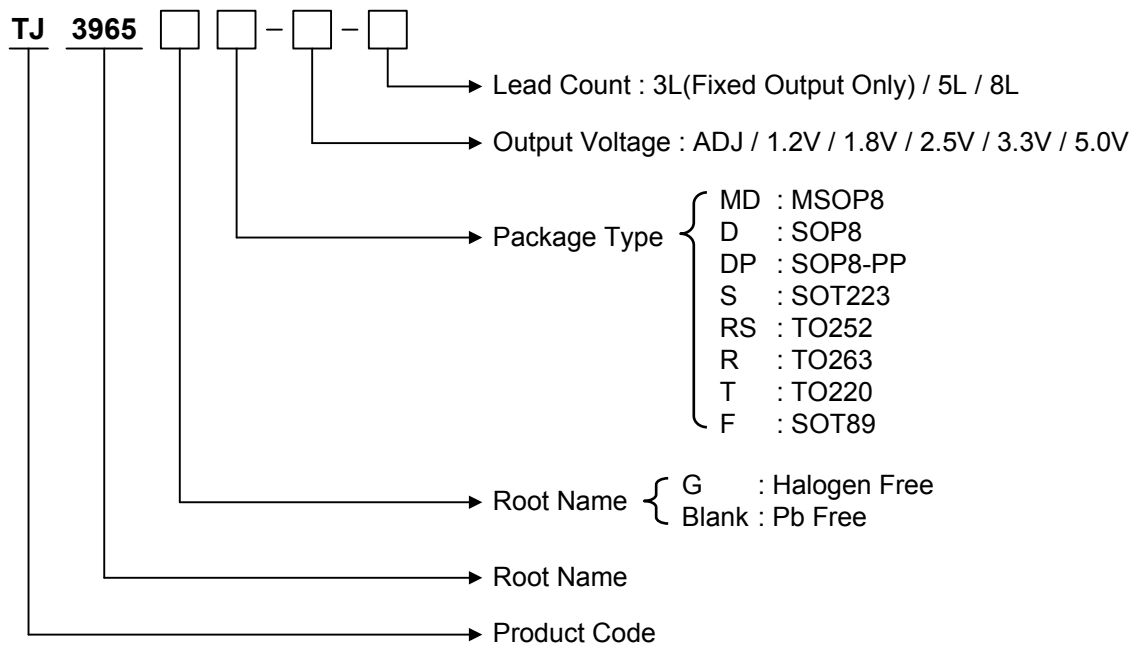 TJ 3965 – –
Lead Count : 3L(Fixed Output Only) / 5L / 8L
Output Voltage : ADJ / 1.2V / 1.8V / 2.5V / 3.3V / 5.0V
Package Type
MD : MSOP8
D : SOP8
DP : SOP8-PP
S : SOT223
RS : TO252
R : TO263
T : TO220
F : SOT89
Root Name
G : Halogen Free
Blank : Pb Free
Root Name
Product Code